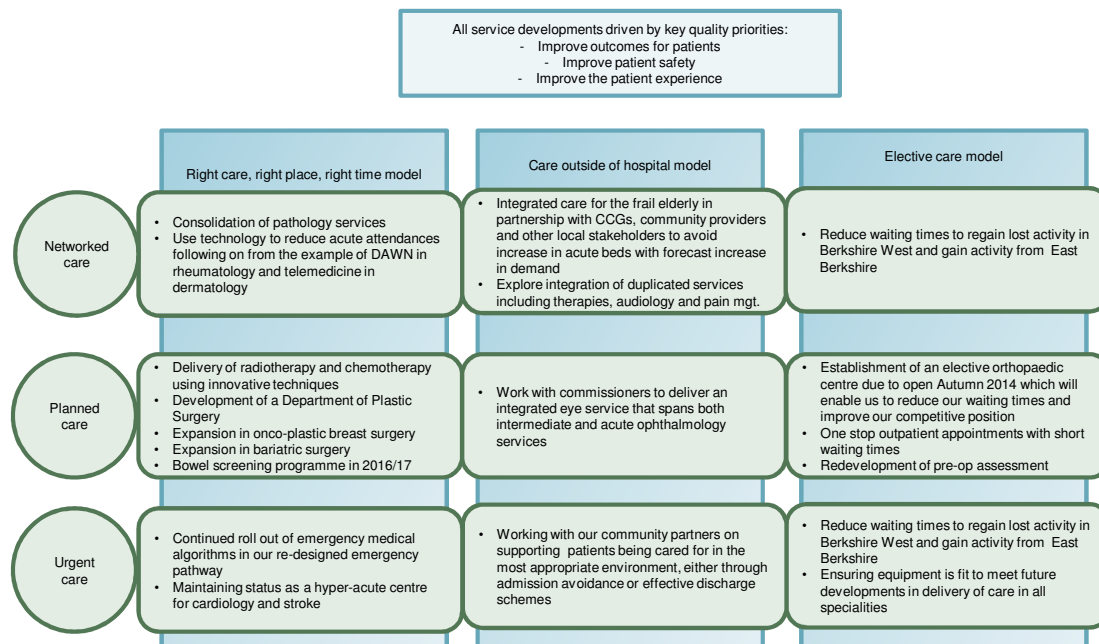 All service developments driven by key quality priorities:
- Improve outcomes for patients
- Improve patient safety
- Improve the patient experience
Right care, right place, right time model
Care outside of hospital model
Elective care model
Networked
care
• Consolidation of pathology services
• Use technology to reduce acute attendances
following on from the example of DAWN in
rheumatology and telemedicine in
dermatology
• Integrated care for the frail elderly in
partnership with CCGs, community providers
and other local stakeholders to avoid
increase in acute beds with forecast increase
in demand
• Explore integration of duplicated services
including therapies, audiology and pain mgt.
• Reduce waiting times to regain lost activity in
Berkshire West and gain activity from East
Berkshire
Planned
care
• Delivery of radiotherapy and chemotherapy
using innovative techniques
• Development of a Department of Plastic
Surgery
• Expansion in onco-plastic breast surgery
• Expansion in bariatric surgery
• Bowel screening programme in 2016/17
• Work with commissioners to deliver an
integrated eye service that spans both
intermediate and acute ophthalmology
services
• Establishment of an elective orthopaedic
centre due to open Autumn 2014 which will
enable us to reduce our waiting times and
improve our competitive position
• One stop outpatient appointments with short
waiting times
• Redevelopment of pre-op assessment
Urgent
care
• Continued roll out of emergency medical
algorithms in our re-designed emergency
pathway
• Maintaining status as a hyper-acute centre
for cardiology and stroke
• Working with our community partners on
supporting patients being cared for in the
most appropriate environment, either through
admission avoidance or effective discharge
schemes
• Reduce waiting times to regain lost activity in
Berkshire West and gain activity from East
Berkshire
• Ensuring equipment is fit to meet future
developments in delivery of care in all
specialities